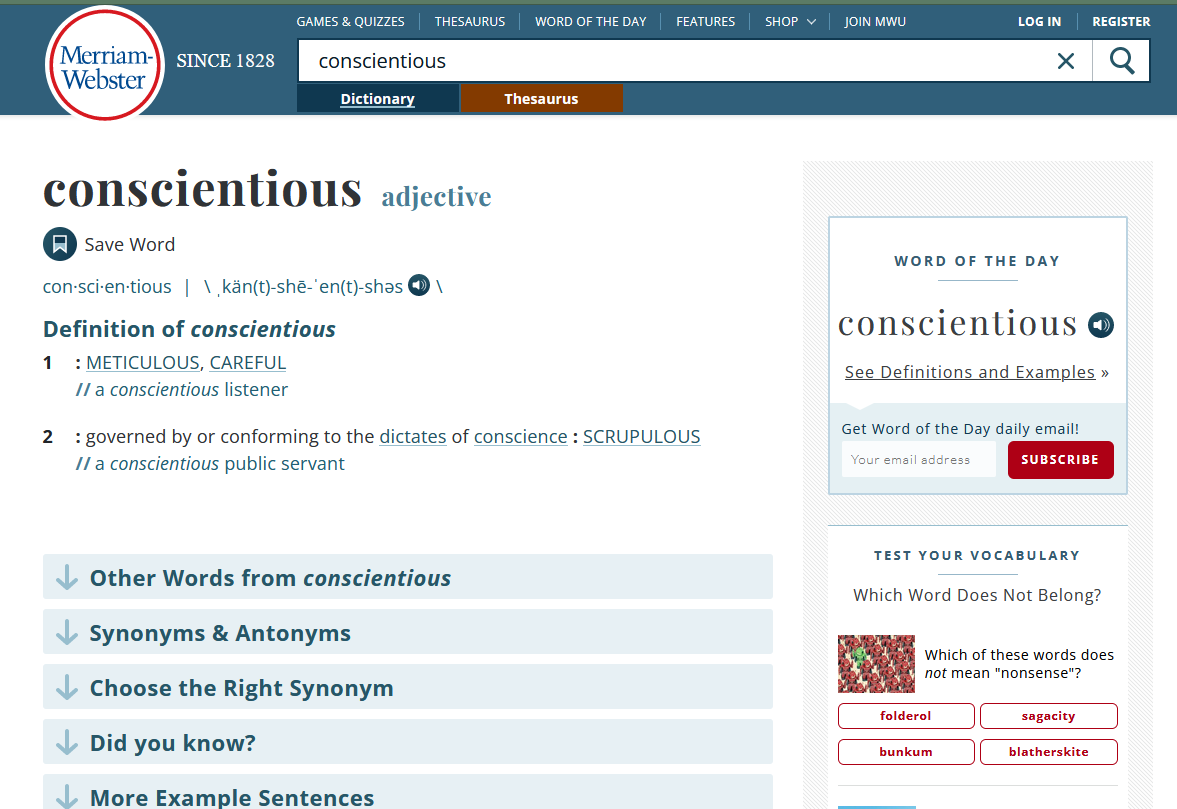 GAMES & QUIZZES THESAURUS WORD OF THE DAY FEATURES SHOP JOIN MWU LOG IN REGISTER
Merriam-
Webster
SINCE 1828
conscientious
Dictionary Thesaurus
conscientious adjective
Save Word
con·sci·en·tious | \ ˌkän(t)-shē-ˈen(t)-shəs \
Definition of conscientious
1 : METICULOUS, CAREFUL
// a conscientious listener
2 : governed by or conforming to the dictates of conscience : SCRUPULOUS
// a conscientious public servant
Other Words from conscientious
Synonyms & Antonyms
Choose the Right Synonym
Did you know?
More Example Sentences
WORD OF THE DAY
conscientious
See Definitions and Examples »
Get Word of the Day daily email!
Your email address SUBSCRIBE
TEST YOUR VOCABULARY
Which Word Does Not Belong?
Which of these words does
not mean "nonsense"?
folderol sagacity
bunkum blatherskite